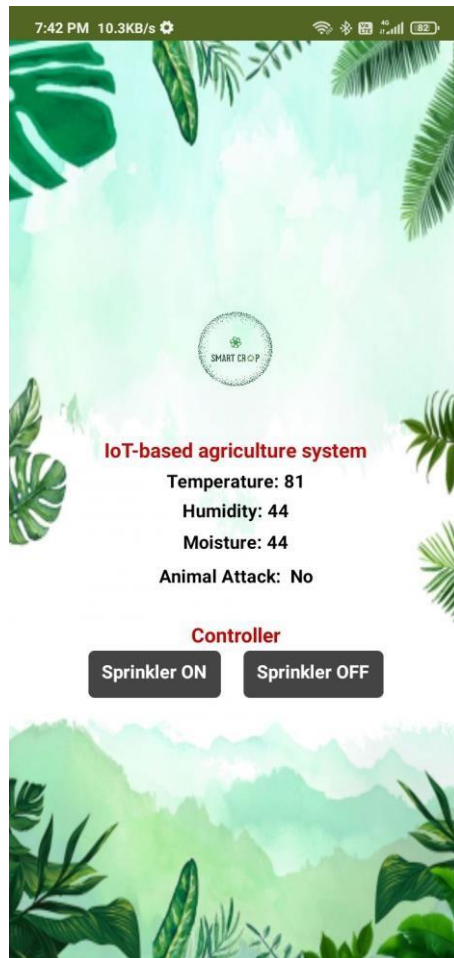 7:42 PM 10.3KB/s 4G 82
SMART CROP
IoT-based agriculture system
Temperature: 81
Humidity: 44
Moisture: 44
Animal Attack: No
Controller
Sprinkler ON Sprinkler OFF